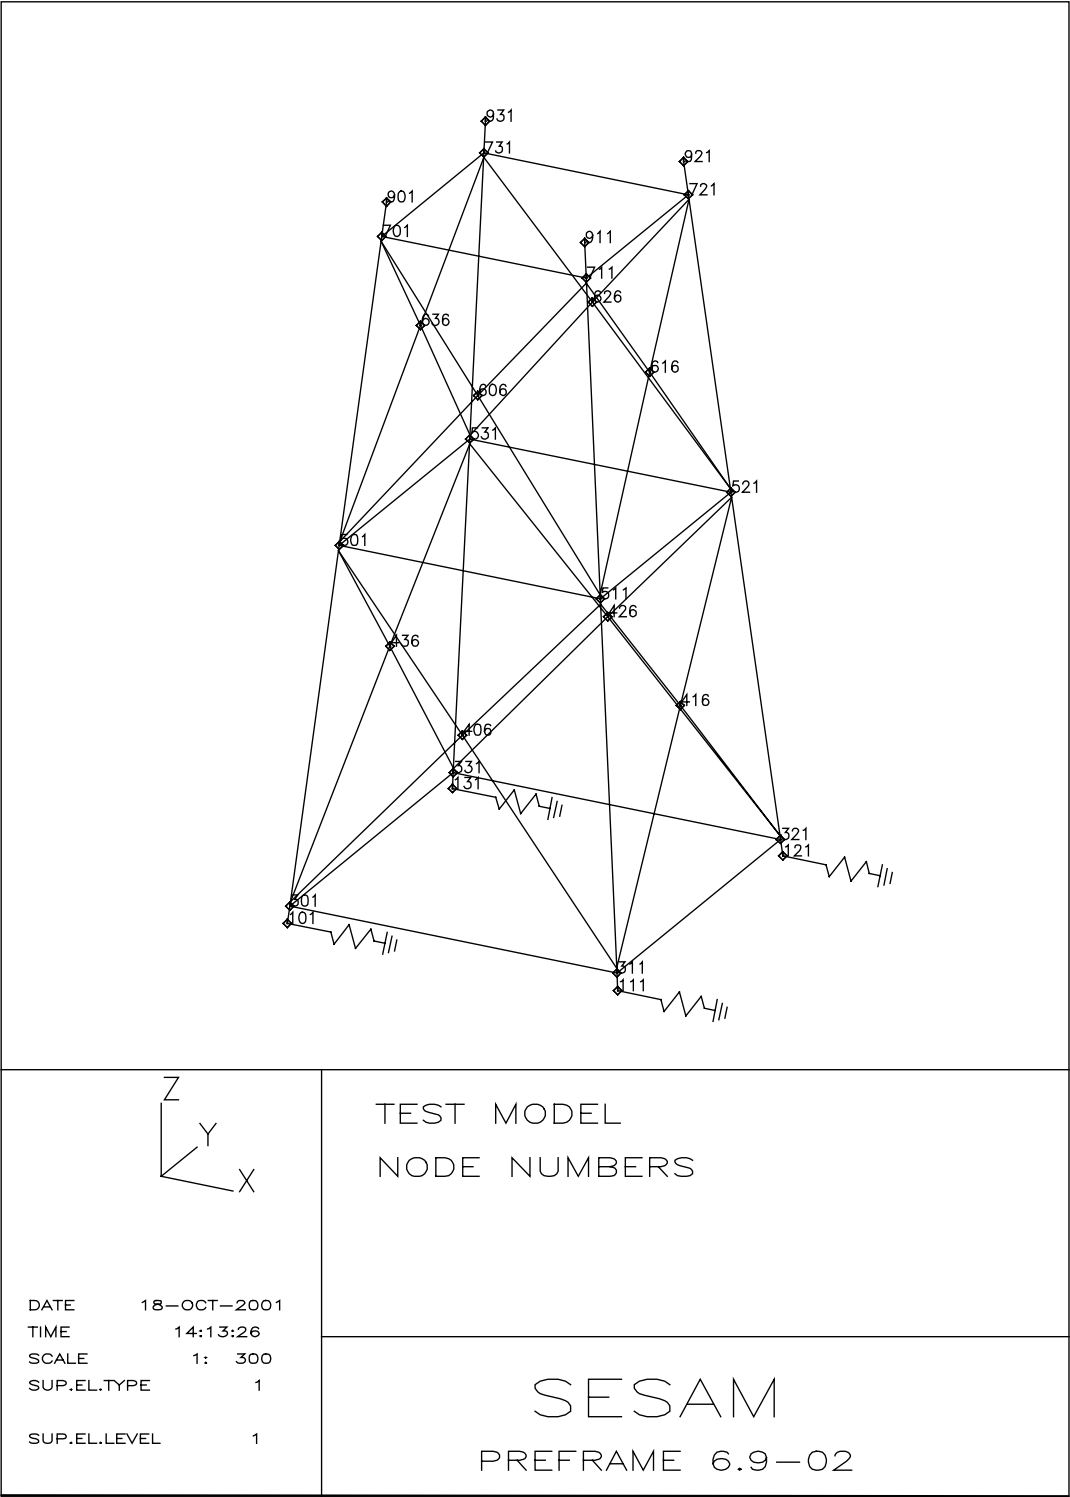 931
731
921
721
901
701
911
711
626
636
616
606
531
521
501
511
426
436
416
406
331
131
321
121
301
101
311
111
Z
Y
X
TEST MODEL
NODE NUMBERS
DATE 18-OCT-2001
TIME 14:13:26
SCALE 1: 300
SUP.EL.TYPE 1
SUP.EL.LEVEL 1
SESAM
PREFRAME 6.9-02